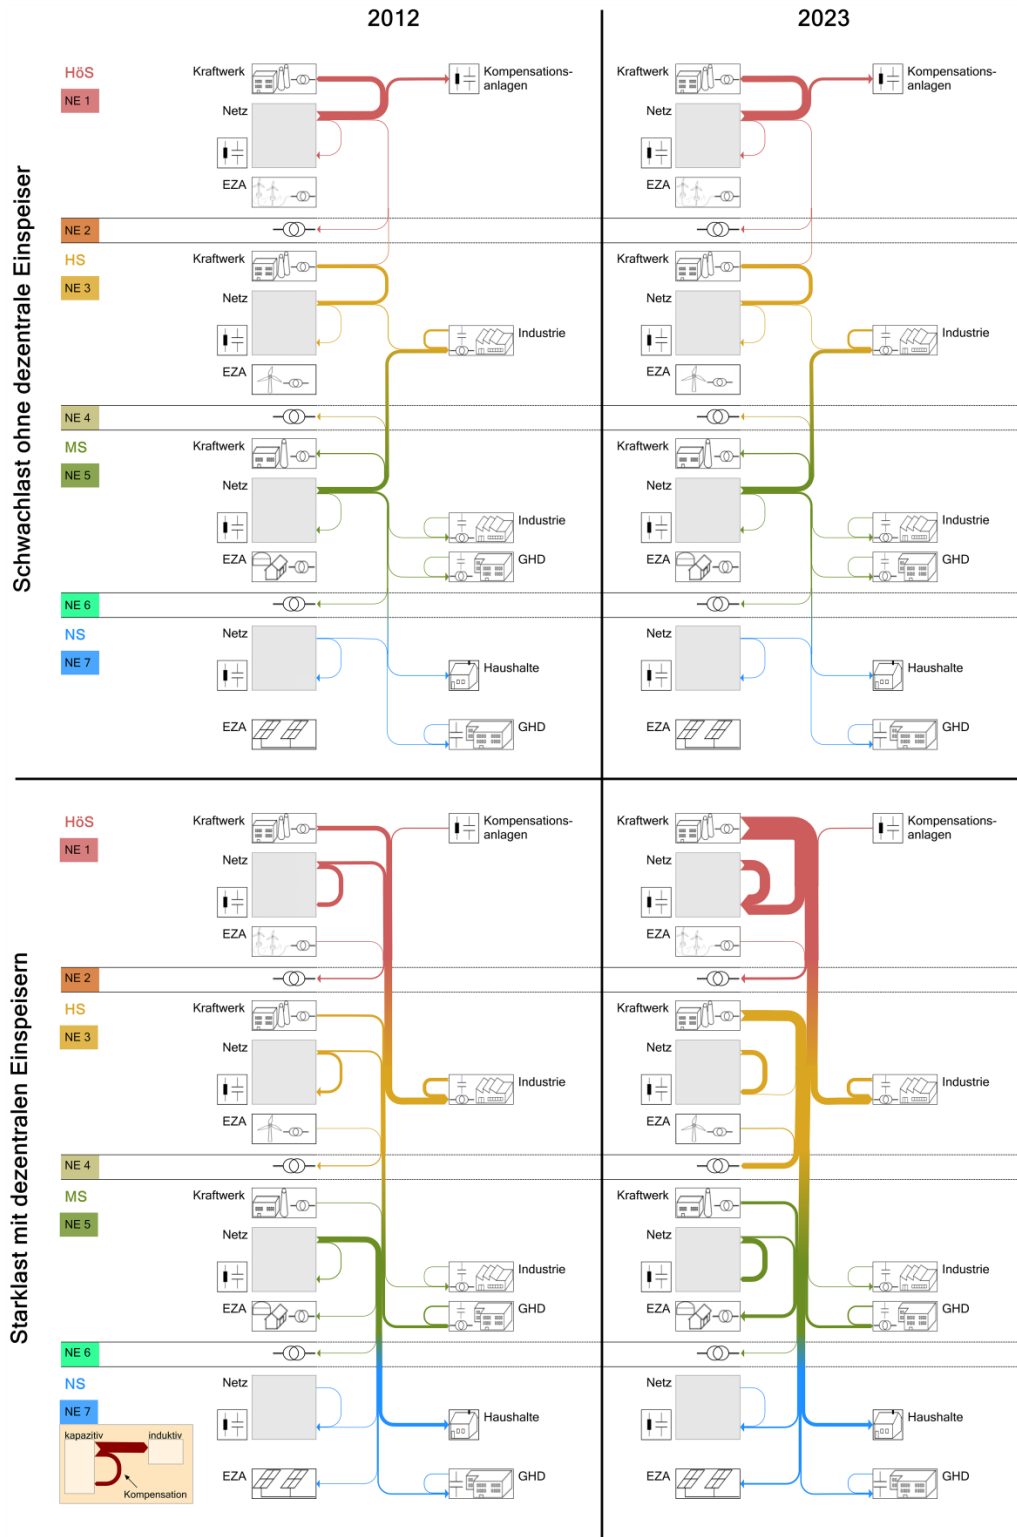 2012
2023
Schwachlast ohne dezentrale Einspeiser
HöS
NE 1
Kraftwerk
Netz
EZA
Kompensations-
anlagen
Kraftwerk
Netz
EZA
Kompensations-
anlagen
NE 2
HS
NE 3
Kraftwerk
Netz
EZA
Industrie
Kraftwerk
Netz
EZA
Industrie
NE 4
MS
NE 5
Kraftwerk
Netz
EZA
Industrie
GHD
Kraftwerk
Netz
EZA
Industrie
GHD
NE 6
NS
NE 7
Netz
EZA
Haushalte
GHD
Netz
EZA
Haushalte
GHD
Starklast mit dezentralen Einspeisern
HöS
NE 1
Kraftwerk
Netz
EZA
Kompensations-
anlagen
Kraftwerk
Netz
EZA
Kompensations-
anlagen
NE 2
HS
NE 3
Kraftwerk
Netz
EZA
Industrie
Kraftwerk
Netz
EZA
Industrie
NE 4
MS
NE 5
Kraftwerk
Netz
EZA
Industrie
GHD
Kraftwerk
Netz
EZA
Industrie
GHD
NE 6
NS
NE 7
Netz
EZA
Haushalte
GHD
Netz
EZA
Haushalte
GHD
kapazitiv
induktiv
Kompensation